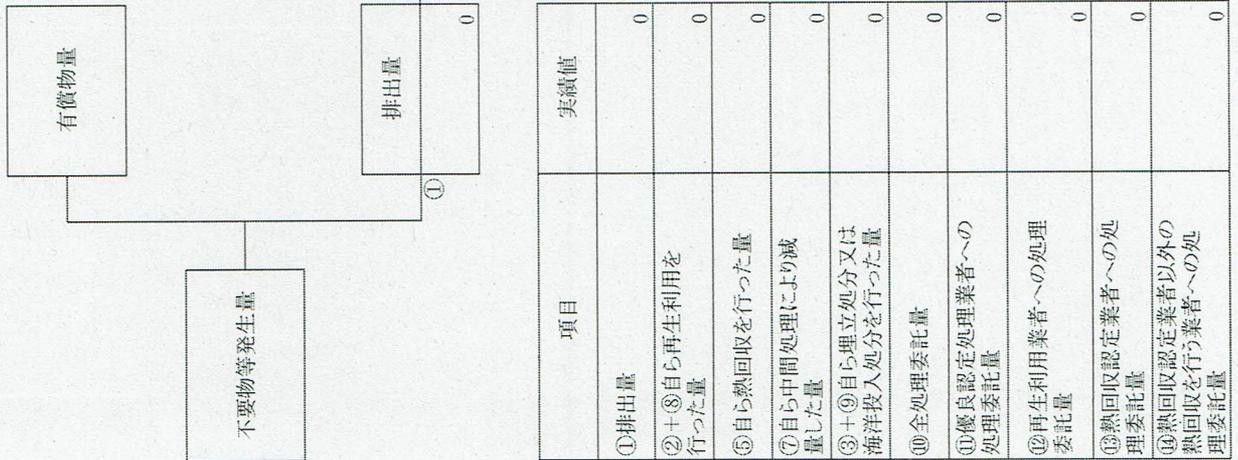 有償物量
不要物等発生量
①
排出量
0
項目
実績値
①排出量
0
②+⑧自ら再生利用を
行った量
0
⑤自ら熱回収を行った量
0
⑦自ら中間処理により減
量した量
0
③+⑨自ら埋立処分又は
海洋投入処分を行った量
0
⑩全処理委託量
0
⑪優良認定処理業者への
処理委託量
0
⑫再生利用業者への処理
委託量
0
⑬熱回収認定業者への処
理委託量
0
⑭熱回収認定業者以外の
熱回収を行う業者への処
理委託量
0